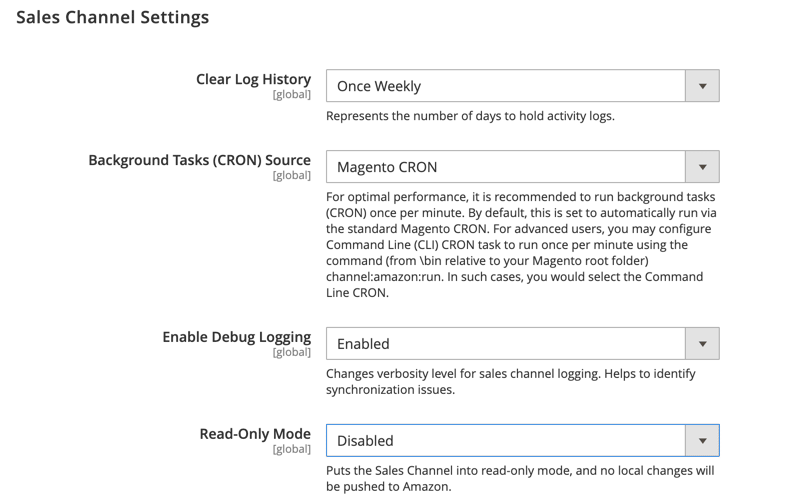 Sales Channel Settings
Clear Log History
[global]
Once Weekly
Represents the number of days to hold activity logs.
Background Tasks (CRON) Source
[global]
Magento CRON
For optimal performance, it is recommended to run background tasks
(CRON) once per minute. By default, this is set to automatically run via
the standard Magento CRON. For advanced users, you may configure
Command Line (CLI) CRON task to run once per minute using the
command (from \bin relative to your Magento root folder)
channel:amazon:run. In such cases, you would select the Command
Line CRON.
Enable Debug Logging
[global]
Enabled
Changes verbosity level for sales channel logging. Helps to identify
synchronization issues.
Read-Only Mode
[global]
Disabled
Puts the Sales Channel into read-only mode, and no local changes will
be pushed to Amazon.